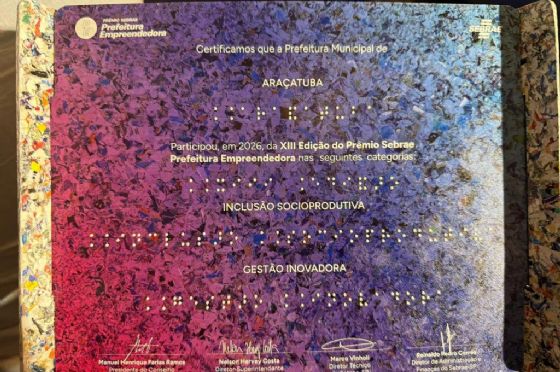 PRÊMIO SEBRAE
Prefeitura
Empreendedora
SEBRAE
Certificamos que a Prefeitura Municipal de
ARAÇATUBA
Participou, em 2026, da XIII Edição do Prêmio Sebrae
Prefeitura Empreendedora nas seguintes categorias:
INCLUSÃO SOCIOPRODUTIVA
GESTÃO INOVADORA
Manuel Henrique Farias Ramos
Presidente do Conselho
Nelson Hervey Costa
Diretor Superintendente
Marco Vinholi
Diretor Técnico
Reinaldo Pedro Correa
Diretor de Administração e
Finanças do Sebrae-SP